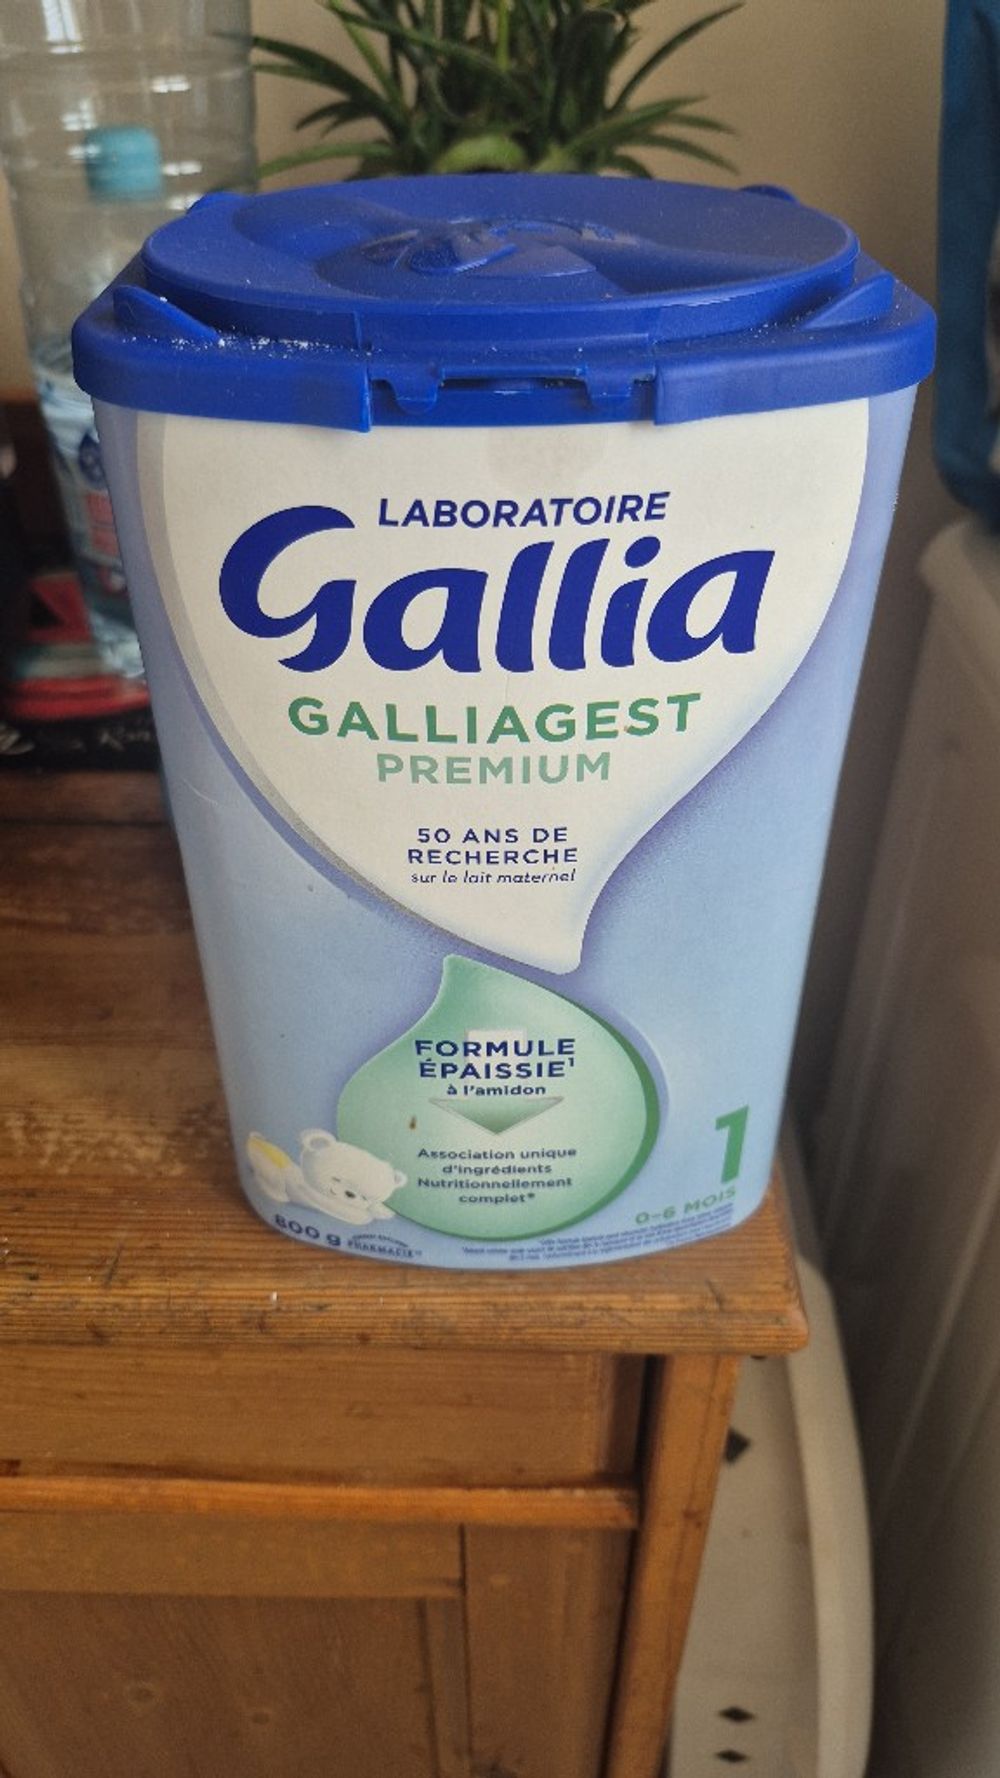 LABORATOIRE
Gallia
GALLIAGEST
PREMIUM
50 ANS DE
RECHERCHE
sur le lait maternel
FORMULE
ÉPAISSIE¹
à l'amidon
Association unique
d'ingrédients
Nutritionnellement
complet*
1
0-6 MOIS
800 g
PHARMACIE